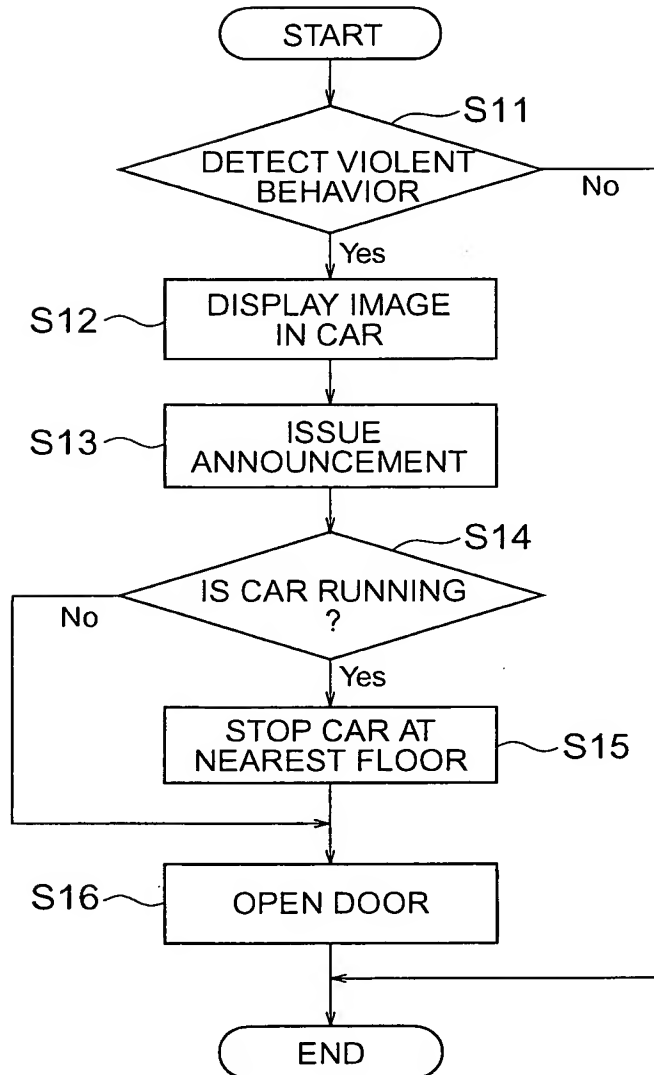 START
S11
DETECT VIOLENT
BEHAVIOR
No
Yes
S12
DISPLAY IMAGE
IN CAR
S13
ISSUE
ANNOUNCEMENT
S14
IS CAR RUNNING
?
No
Yes
STOP CAR AT
NEAREST FLOOR
S15
S16
OPEN DOOR
END